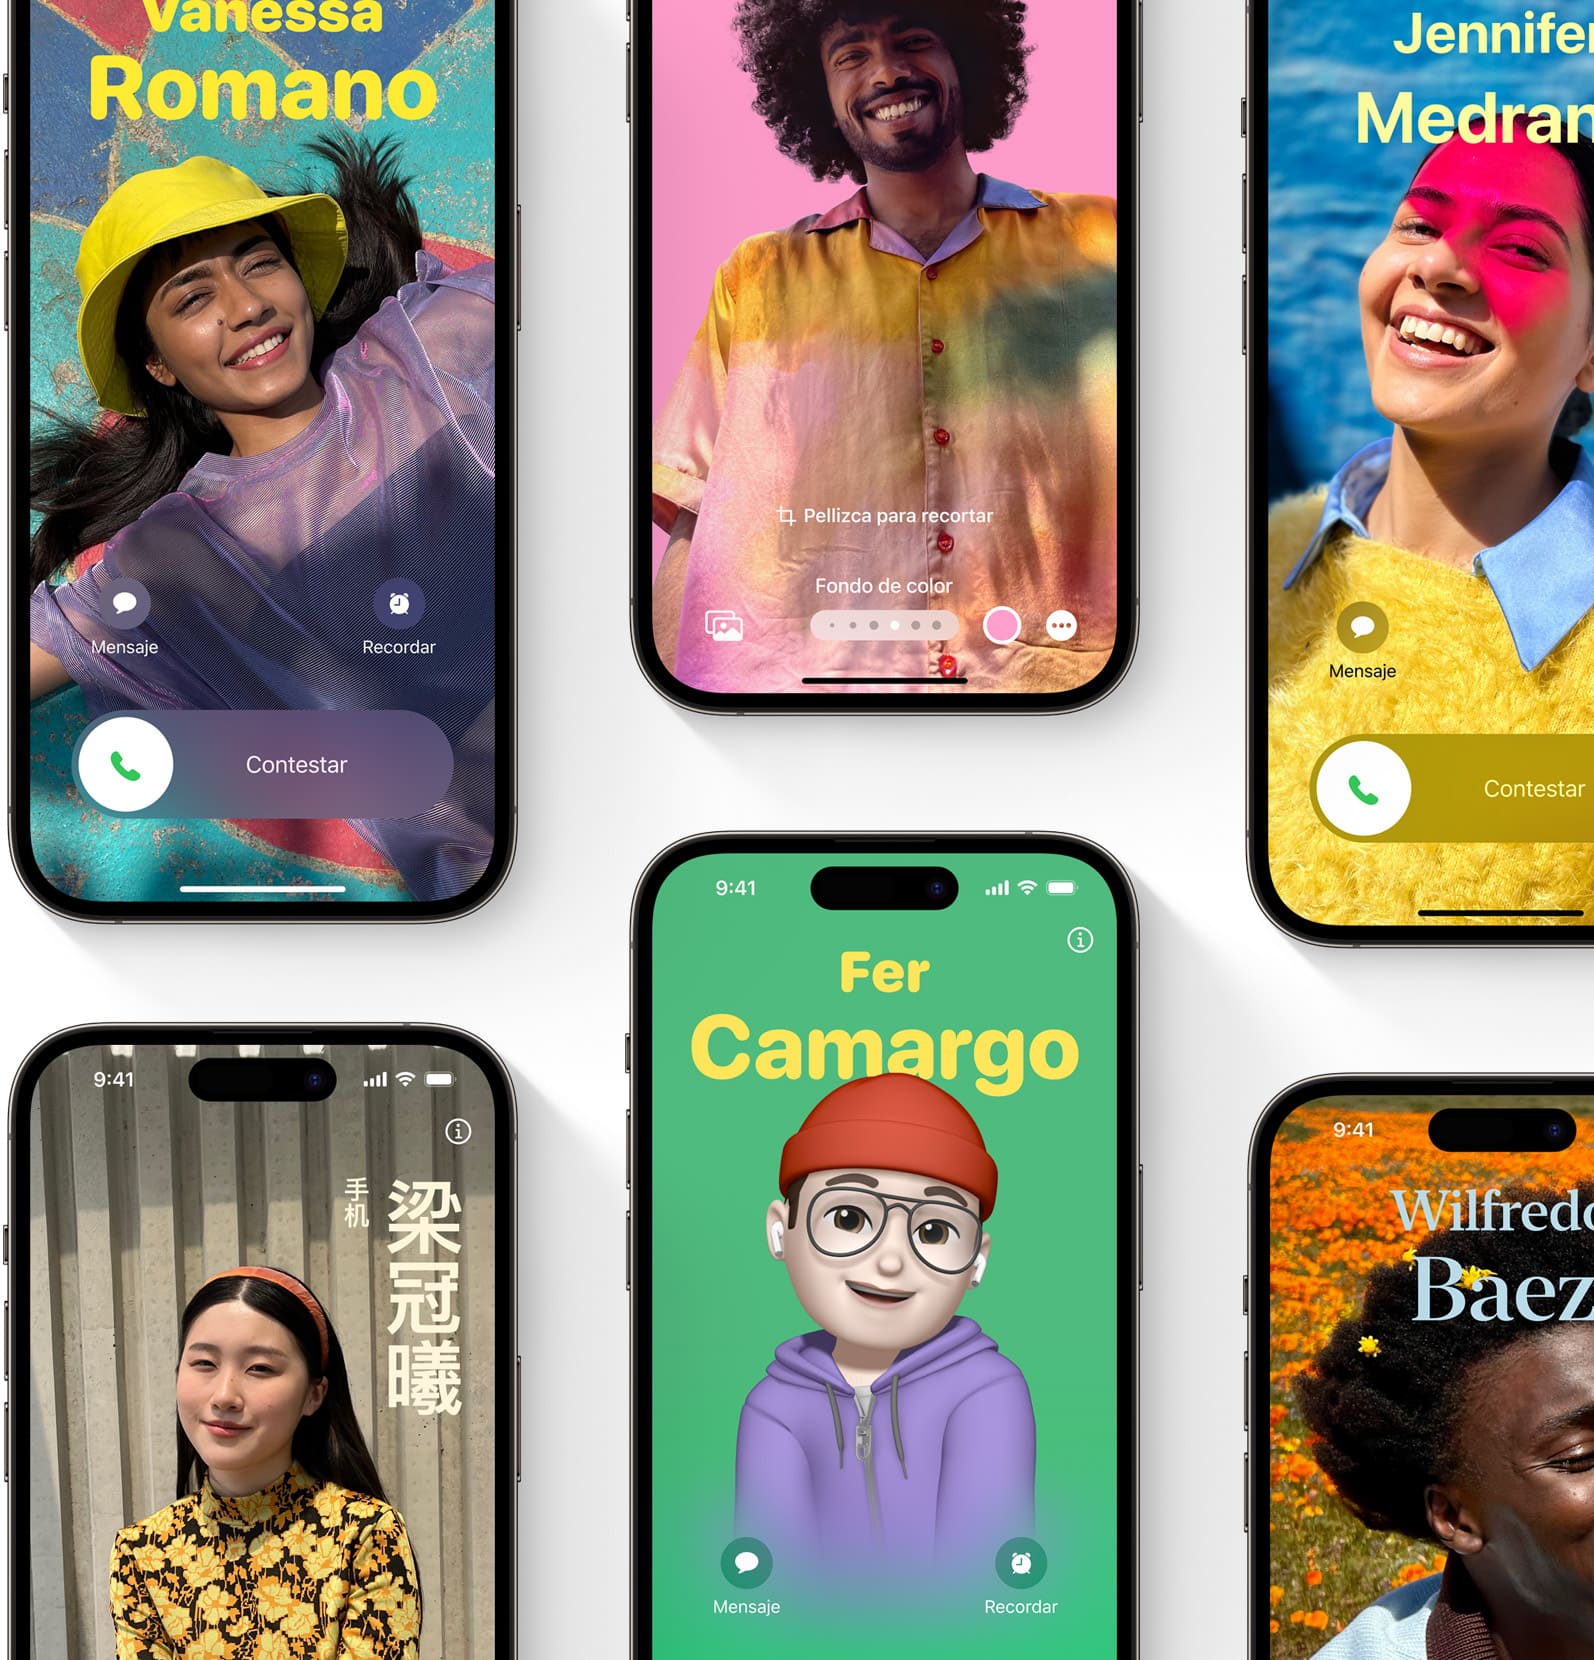 Vanessa
Romano
Mensaje
Recordar
Contestar
Pellizca para recortar
Fondo de color
Jennifer
Medran
Mensaje
Contestar
9:41
手机
梁冠曦
9:41
Fer
Camargo
Mensaje
Recordar
9:41
Wilfredo
Baez